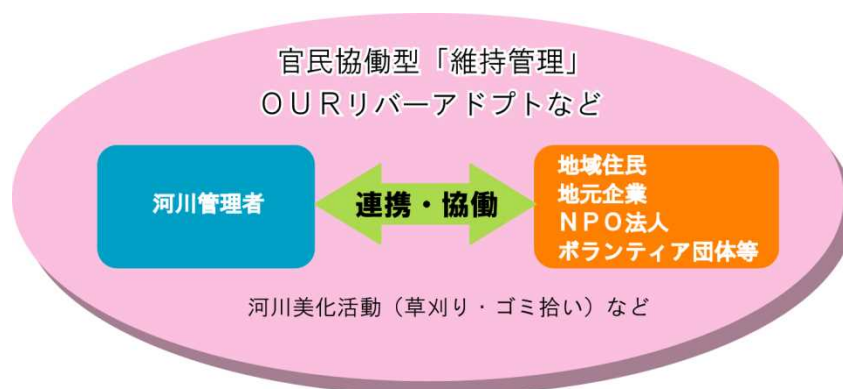 官民協働型「維持管理」
ＯＵＲリバーアドプトなど
河川管理者
連携・協働
地域住民
地元企業
ＮＰＯ法人
ボランティア団体等
河川美化活動（草刈り・ゴミ拾い）など